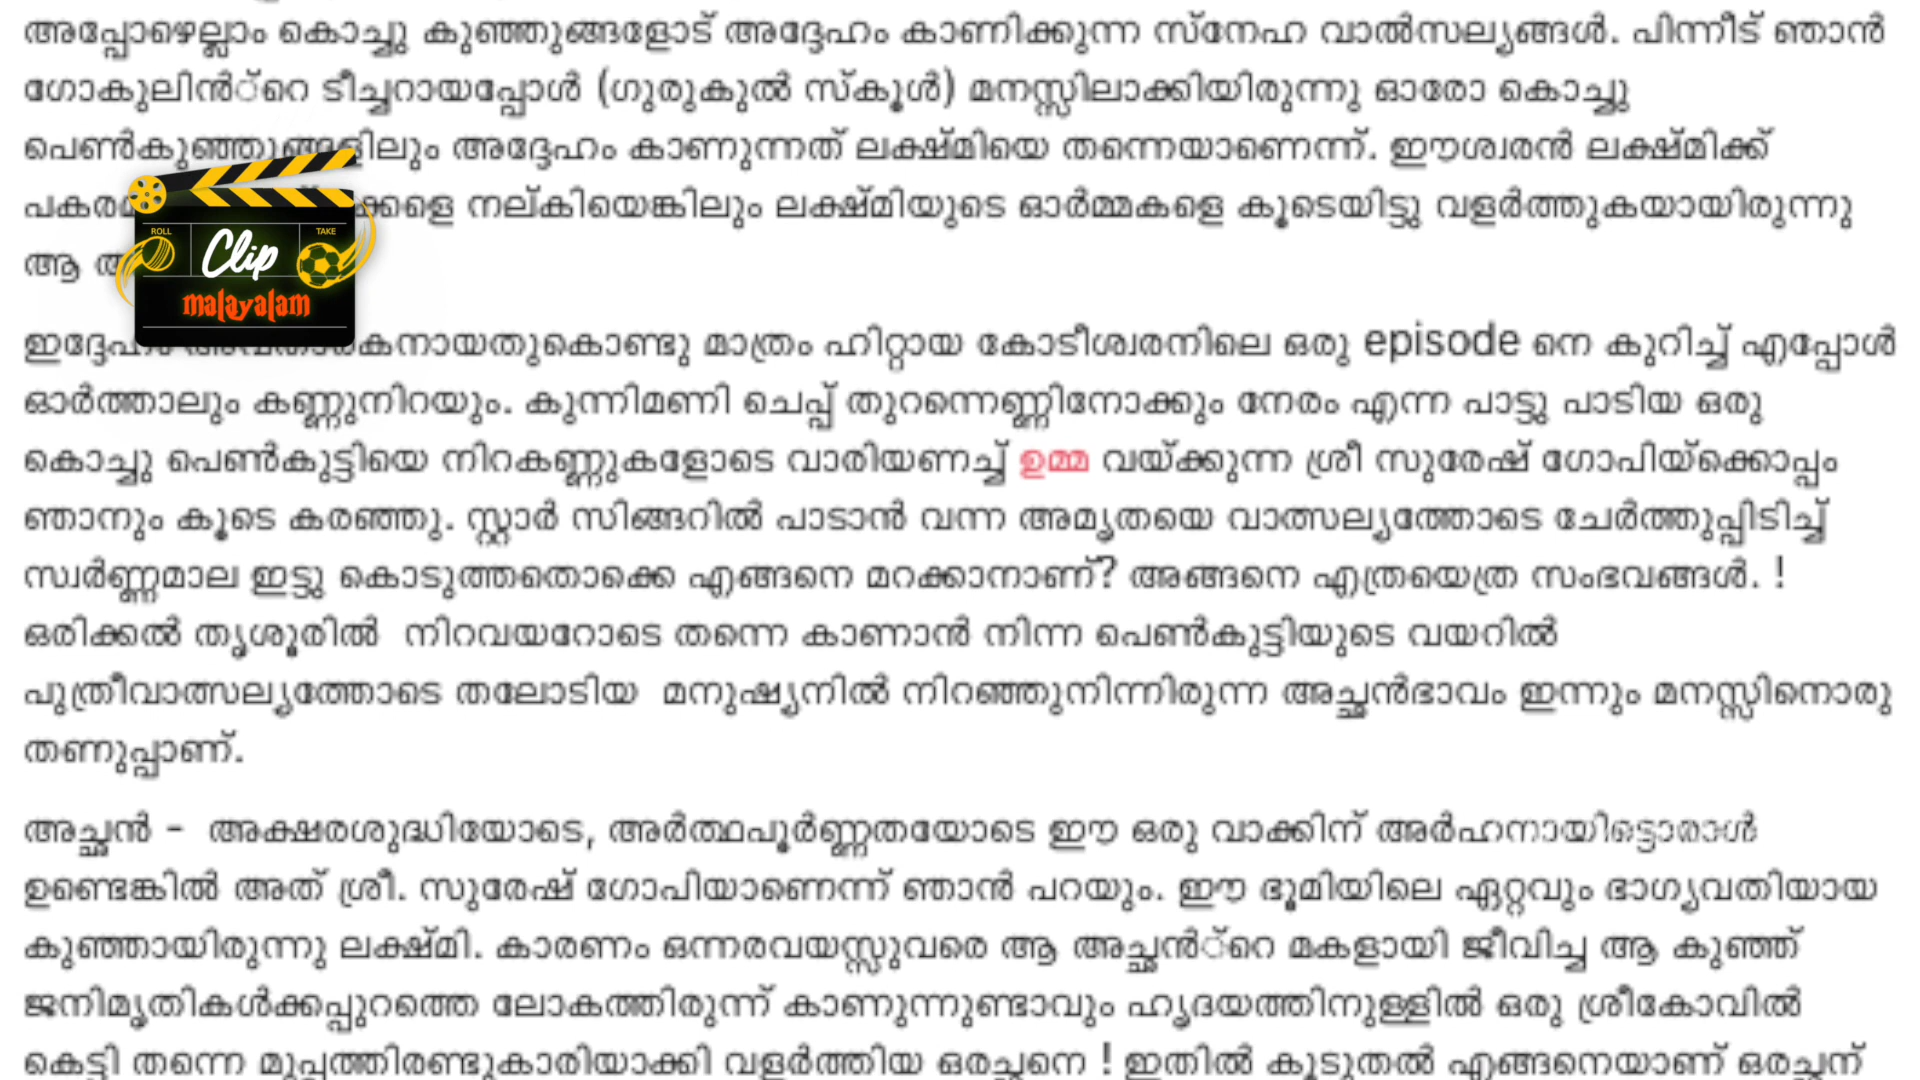 അപ്പോഴെല്ലാം കൊച്ചു കുഞ്ഞുങ്ങളോട് അദ്ദേഹം കാണിക്കുന്ന സ്നേഹ വാൽസല്യങ്ങൾ. പിന്നീട് ഞാൻ
ഗോകുലിൻ്റെ ടീച്ചറായപ്പോൾ (ഗുരുകുൽ സ്കൂൾ) മനസ്സിലാക്കിയിരുന്നു ഓരോ കൊച്ചു
പെൺകുഞ്ഞുങ്ങളിലും അദ്ദേഹം കാണുന്നത് ലക്ഷ്മിയെ തന്നെയാണെന്ന്. ഈശ്വരൻ ലക്ഷ്മിക്ക്
നല്കിയെങ്കിലും ലക്ഷ്മിയുടെ ഓർമ്മകളെ കൂടെയിട്ടു വളർത്തുകയായിരുന്നു
ആ
ROLL
TAKE
Clip
malayalam
ഇദ്ദേഹം അവതാരകനായതുകൊണ്ടു മാത്രം ഹിറ്റായ കോടീശ്വരനിലെ ഒരു episode നെ കുറിച്ച് എപ്പോൾ
ഓർത്താലും കണ്ണുനിറയും. കുന്നിമണി ചെപ്പ് തുറന്നെണ്ണിനോക്കും നേരം എന്ന പാട്ടു പാടിയ ഒരു
കൊച്ചു പെൺകുട്ടിയെ നിറകണ്ണുകളോടെ വാരിയണച്ച് ഉമ്മ വയ്ക്കുന്ന ശ്രീ സുരേഷ് ഗോപിയ്ക്കൊപ്പം
ഞാനും കൂടെ കരഞ്ഞു. സ്റ്റാർ സിങ്ങറിൽ പാടാൻ വന്ന അമൃതയെ വാത്സല്യത്തോടെ ചേർത്തുപ്പിടിച്ച്
സ്വർണ്ണമാല ഇട്ടു കൊടുത്തതൊക്കെ എങ്ങനെ മറക്കാനാണ്? അങ്ങനെ എത്രയെത്ര സംഭവങ്ങൾ. !
ഒരിക്കൽ തൃശൂരിൽ നിറവയറോടെ തന്നെ കാണാൻ നിന്ന പെൺകുട്ടിയുടെ വയറിൽ
പുത്രീവാത്സല്യത്തോടെ തലോടിയ മനുഷ്യനിൽ നിറഞ്ഞുനിന്നിരുന്ന അച്ഛൻഭാവം ഇന്നും മനസ്സിനൊരു
തണുപ്പാണ്.
അച്ഛൻ - അക്ഷരശുദ്ധിയോടെ, അർത്ഥപൂർണ്ണതയോടെ ഈ ഒരു വാക്കിന് അർഹനായിട്ടൊരാൾ
ഉണ്ടെങ്കിൽ അത് ശ്രീ. സുരേഷ് ഗോപിയാണെന്ന് ഞാൻ പറയും. ഈ ഭൂമിയിലെ ഏറ്റവും ഭാഗ്യവതിയായ
കുഞ്ഞായിരുന്നു ലക്ഷ്മി. കാരണം ഒന്നരവയസ്സുവരെ ആ അച്ഛൻ്റെ മകളായി ജീവിച്ച ആ കുഞ്ഞ്
ജനിമൃതികൾക്കപ്പുറത്തെ ലോകത്തിരുന്ന് കാണുന്നുണ്ടാവും ഹൃദയത്തിനുള്ളിൽ ഒരു ശ്രീകോവിൽ
കെട്ടി തന്നെ മുപ്പത്തിരണ്ടുകാരിയാക്കി വളർത്തിയ ഒരച്ഛനെ ! ഇതിൽ കൂടുതൽ എങ്ങനെയാണ് ഒരച്ഛന്